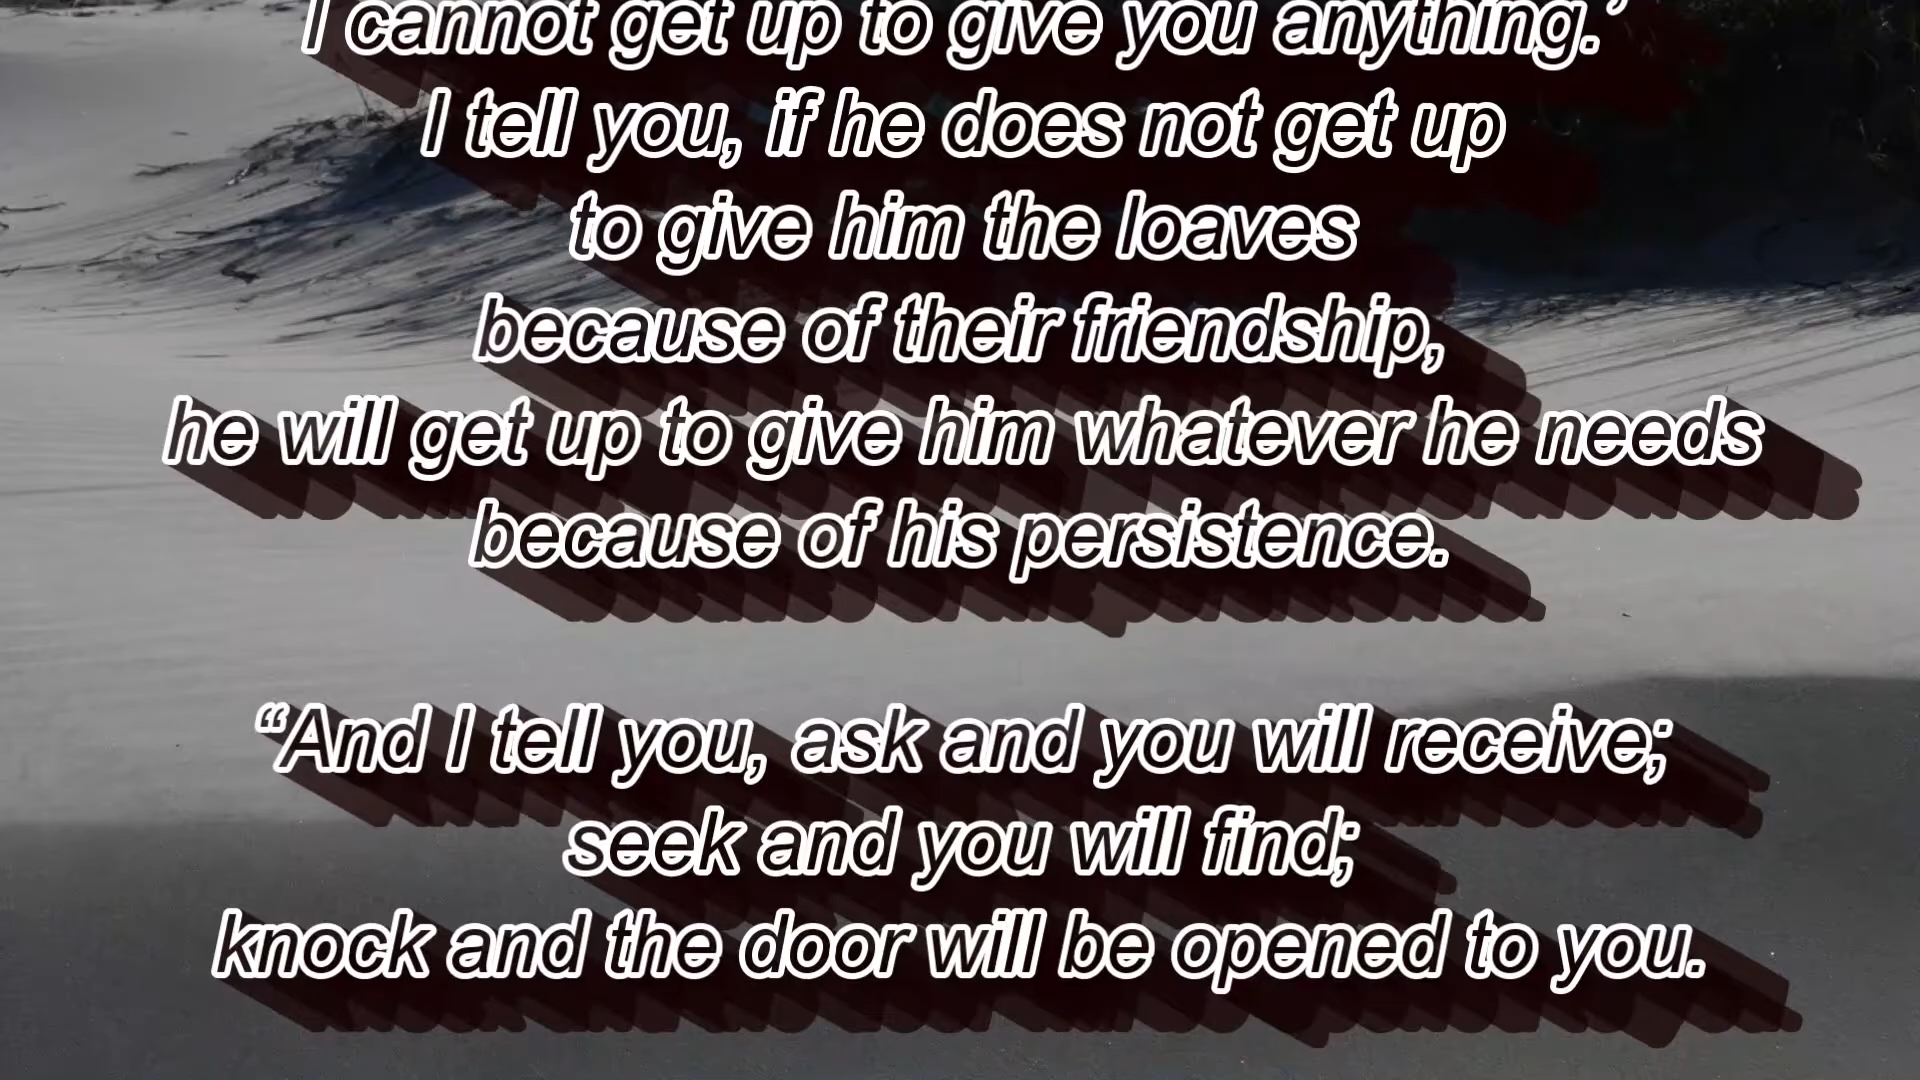 I cannot get up to give you anything.’
I tell you, if he does not get up
to give him the loaves
because of their friendship,
he will get up to give him whatever he needs
because of his persistence.
“And I tell you, ask and you will receive;
seek and you will find;
knock and the door will be opened to you.